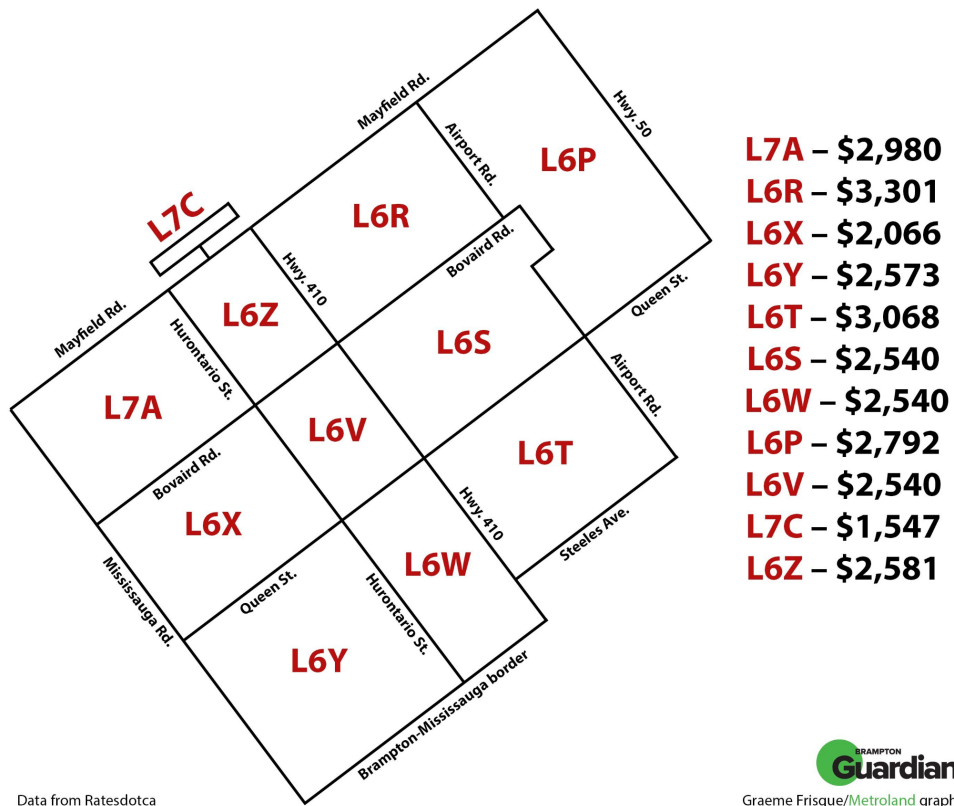 Mayfield Rd.
Hwy. 50
Airport Rd.
L6P
L7C
L6R
Bovaird Rd.
Hwy. 410
Mayfield Rd.
L6Z
Hurontario St.
Queen St.
L6S
L7A
L6V
Airport Rd.
L6T
Bovaird Rd.
L6X
Hwy. 410
Steeles Ave.
Mississauga Rd.
L6W
Queen St.
Hurontario St.
L6Y
Brampton-Mississauga border
L7A – $2,980
L6R – $3,301
L6X – $2,066
L6Y – $2,573
L6T – $3,068
L6S – $2,540
L6W – $2,540
L6P – $2,792
L6V – $2,540
L7C – $1,547
L6Z – $2,581
BRAMPTON
Guardian
Data from Ratesdotca
Graeme Frisque/Metroland graph